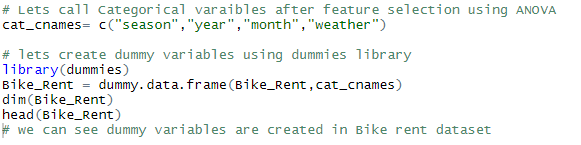 # Lets call Categorical varaibles after feature selection using ANOVA
cat_cnames= c("season","year","month","weather")
# lets create dummy variables using dummies library
library(dummies)
Bike_Rent = dummy.data.frame(Bike_Rent,cat_cnames)
dim(Bike_Rent)
head(Bike_Rent)
# we can see dummy variables are created in Bike rent dataset